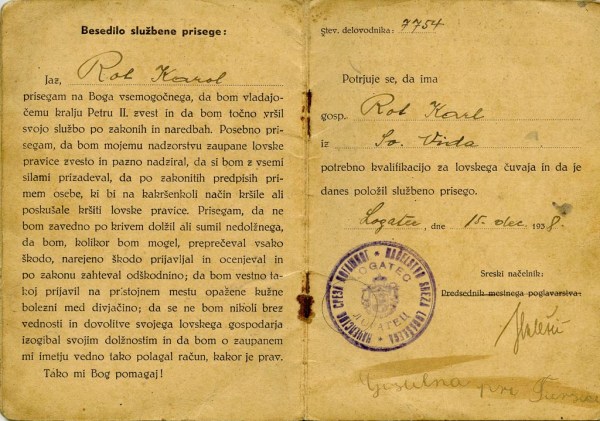 Besedilo službene prisege:
Jaz, Rot Karol
prisegam na Boga vsemogočnega, da bom vladajo-
čemu kralju Petru II. zvest in da bom točno vršil
svojo službo po zakonih in naredbah. Posebno pri-
segam, da bom mojemu nadzorstvu zaupane lovske
pravice zvesto in pazno nadziral, da si bom z vsemi
silami prizadeval, da po zakonitih predpisih pri-
mem osebe, ki bi na kakršenkoli način kršile ali
poskušale kršiti lovske pravice. Prisegam, da ne
bom zavedno po krivem dolžil ali sumil nedolžnega,
da bom, kolikor bom mogel, preprečeval vsako
škodo, narejeno škodo prijavljal in ocenjeval in
po zakonu zahteval odškodnino; da bom vestno ta-
koj prijavil na pristojnem mestu opažene kužne
bolezni med divjačino; da se ne bom nikoli brez
vednosti in dovolitve svojega lovskega gospodarja
izogibal svojim dolžnostim in da bom o zaupanem
mi imetju vedno tako polagal račun, kakor je prav.
Tako mi Bog pomagaj!
Štev. delovodnika: 7754
Potrjuje se, da ima
gosp. Rot Karl
iz Sv. Vida
potrebno kvalifikacijo za lovskega čuvaja in da je
danes položil službeno prisego.
Logatec, dne 15. dec. 1938.
Sreski načelnik:
Predsednik mestnega poglavarstva:
LOGATEC
ЛОГАТЕЦ
pri